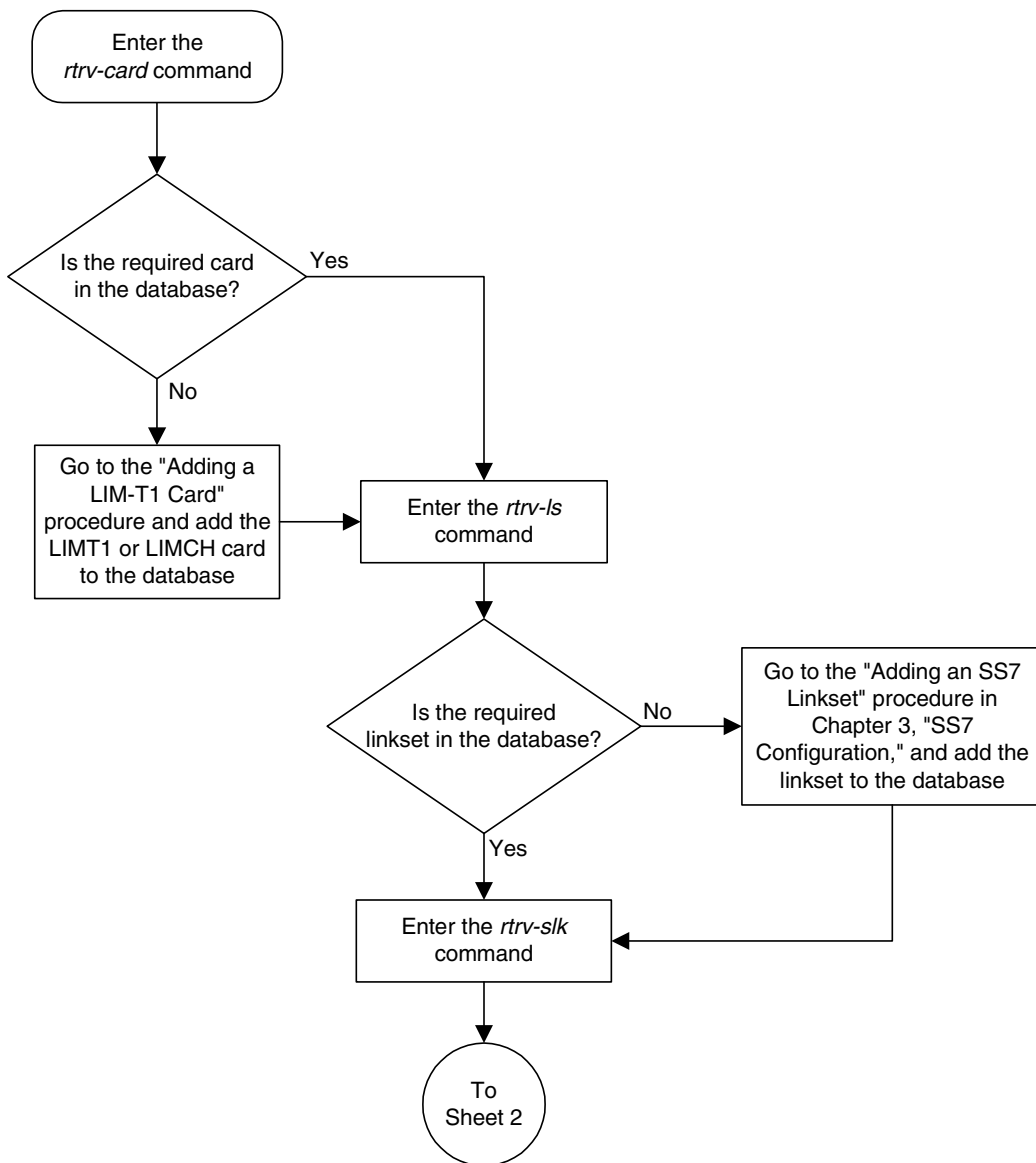 Enter the
rtrv-card command
Is the required card
in the database?
Yes
No
Go to the "Adding a
LIM-T1 Card"
procedure and add the
LIMT1 or LIMCH card
to the database
Enter the rtrv-ls
command
Is the required
linkset in the database?
No
Go to the "Adding an SS7
Linkset" procedure in
Chapter 3, "SS7
Configuration," and add the
linkset to the database
Yes
Enter the rtrv-slk
command
To
Sheet 2